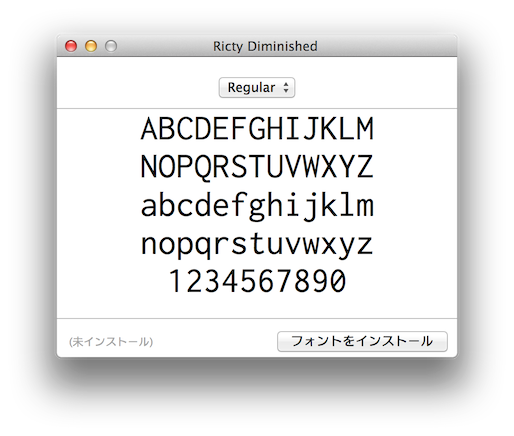 Ricty Diminished
Regular
ABCDEFGHIJKLM
NOPQRSTUVWXYZ
abcdefghijklm
nopqrstuvwxyz
1234567890
(未インストール)
フォントをインストール